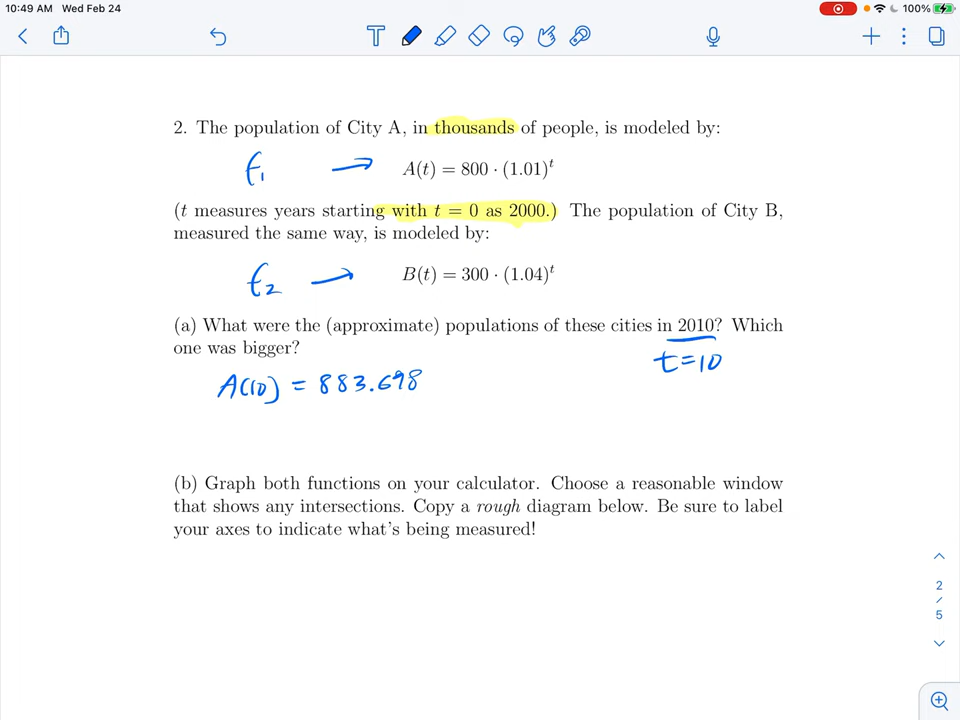 10:49 AM Wed Feb 24
100%
2. The population of City A, in thousands of people, is modeled by:
f₁ → A(t) = 800 · (1.01)ᵗ
(t measures years starting with t = 0 as 2000.) The population of City B,
measured the same way, is modeled by:
f₂ → B(t) = 300 · (1.04)ᵗ
(a) What were the (approximate) populations of these cities in 2010? Which
one was bigger?
t=10
A(10) = 883.698
(b) Graph both functions on your calculator. Choose a reasonable window
that shows any intersections. Copy a rough diagram below. Be sure to label
your axes to indicate what's being measured!
2
/
5